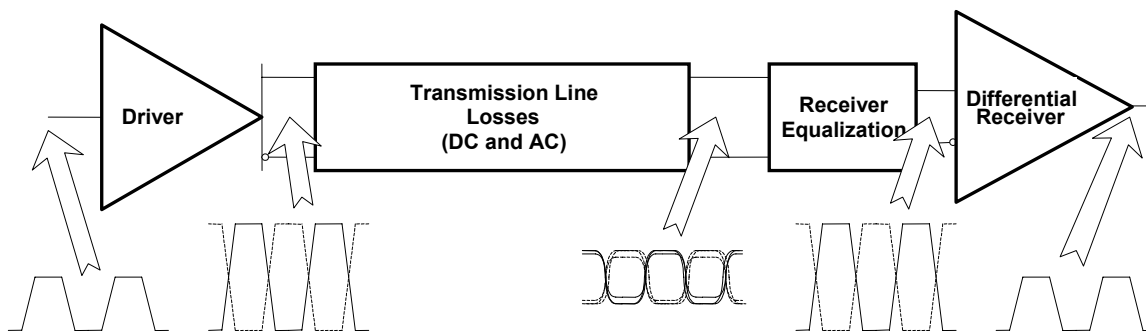 Driver
Transmission Line
Losses
(DC and AC)
Receiver
Equalization
Differential
Receiver